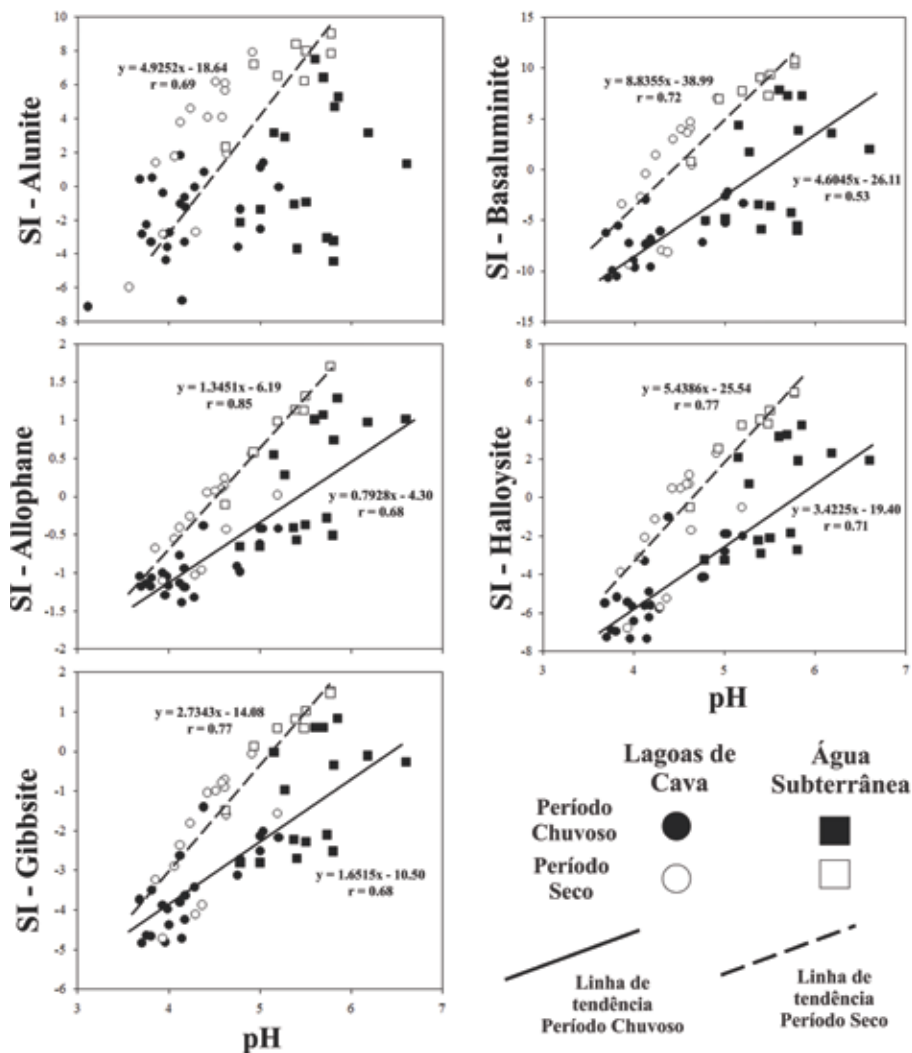 SI - Alunite
10
8
6
4
2
0
-2
-4
-6
-8
y = 4.9252x - 18.64
r = 0.69
SI - Basaluminite
15
10
5
0
-5
-10
-15
3
4
5
6
7
y = 8.8355x - 38.99
r = 0.72
y = 4.6045x - 26.11
r = 0.53
SI - Allophane
2
1.5
1
0.5
0
-0.5
-1
-1.5
-2
y = 1.3451x - 6.19
r = 0.85
y = 0.7928x - 4.30
r = 0.68
SI - Halloysite
8
6
4
2
0
-2
-4
-6
-8
3
4
5
6
7
pH
y = 5.4386x - 25.54
r = 0.77
y = 3.4225x - 19.40
r = 0.71
SI - Gibbsite
2
1
0
-1
-2
-3
-4
-5
-6
3
4
5
6
7
pH
y = 2.7343x - 14.08
r = 0.77
y = 1.6515x - 10.50
r = 0.68
Lagoas de
Cava
Água
Subterrânea
Período
Chuvoso
Período
Seco
Linha de
tendência
Período Chuvoso
Linha de
tendência
Período Seco